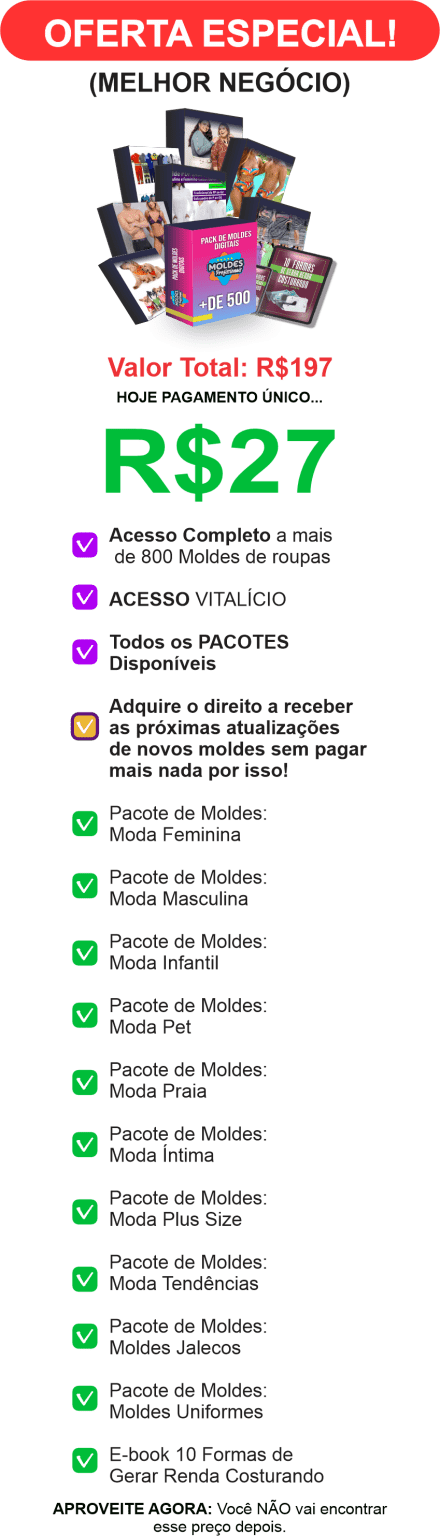 OFERTA ESPECIAL!
(MELHOR NEGÓCIO)
PACK DE MOLDES
DIGITAIS
MOLDES
Profissional
+DE 500
PACK DE MOLDES
DIGITAIS
10 FORMAS
DE GERAR RENDA
COSTURANDO
Valor Total: R$197
HOJE PAGAMENTO ÚNICO...
R$27
Acesso Completo a mais
de 800 Moldes de roupas
ACESSO VITALÍCIO
Todos os PACOTES
Disponíveis
Adquire o direito a receber
as próximas atualizações
de novos moldes sem pagar
mais nada por isso!
Pacote de Moldes:
Moda Feminina
Pacote de Moldes:
Moda Masculina
Pacote de Moldes:
Moda Infantil
Pacote de Moldes:
Moda Pet
Pacote de Moldes:
Moda Praia
Pacote de Moldes:
Moda Íntima
Pacote de Moldes:
Moda Plus Size
Pacote de Moldes:
Moda Tendências
Pacote de Moldes:
Moldes Jalecos
Pacote de Moldes:
Moldes Uniformes
E-book 10 Formas de
Gerar Renda Costurando
APROVEITE AGORA: Você NÃO vai encontrar
esse preço depois.